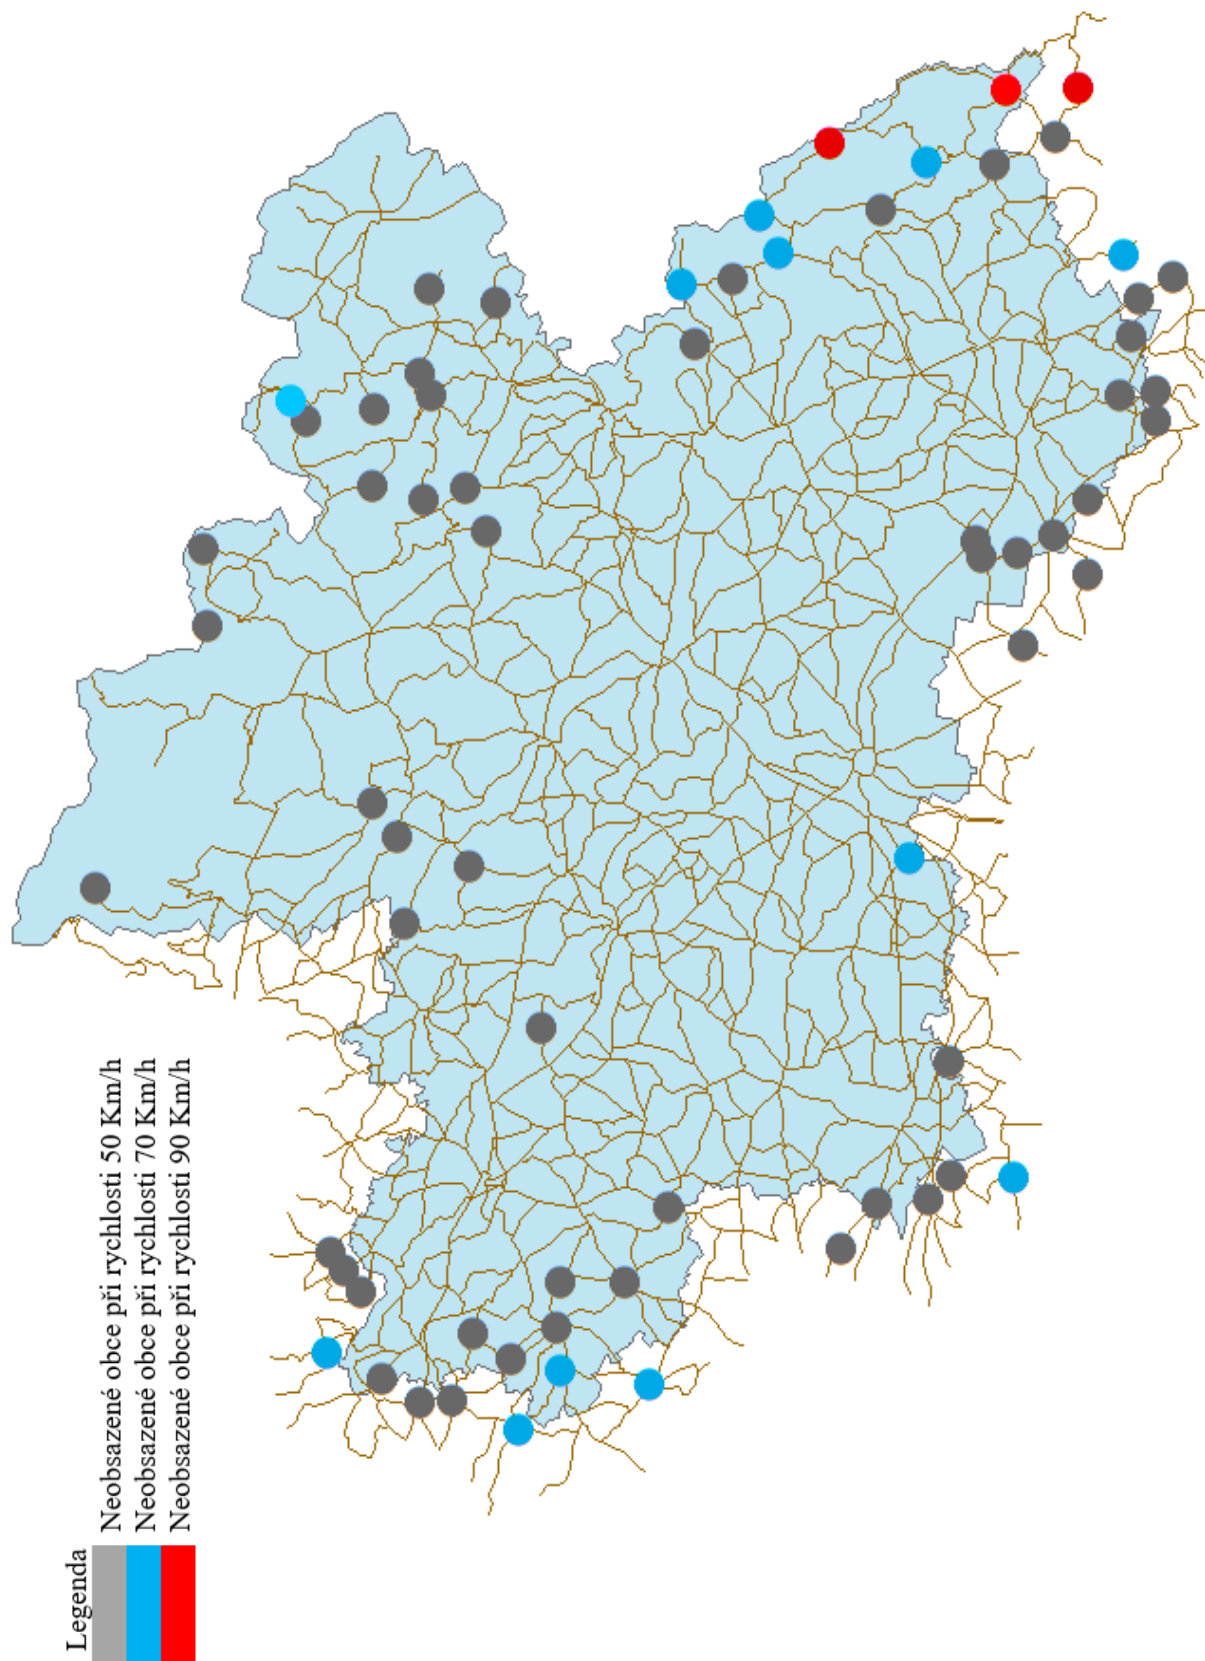 Legenda
Neobsazené obce při rychlosti 50 Km/h
Neobsazené obce při rychlosti 70 Km/h
Neobsazené obce při rychlosti 90 Km/h